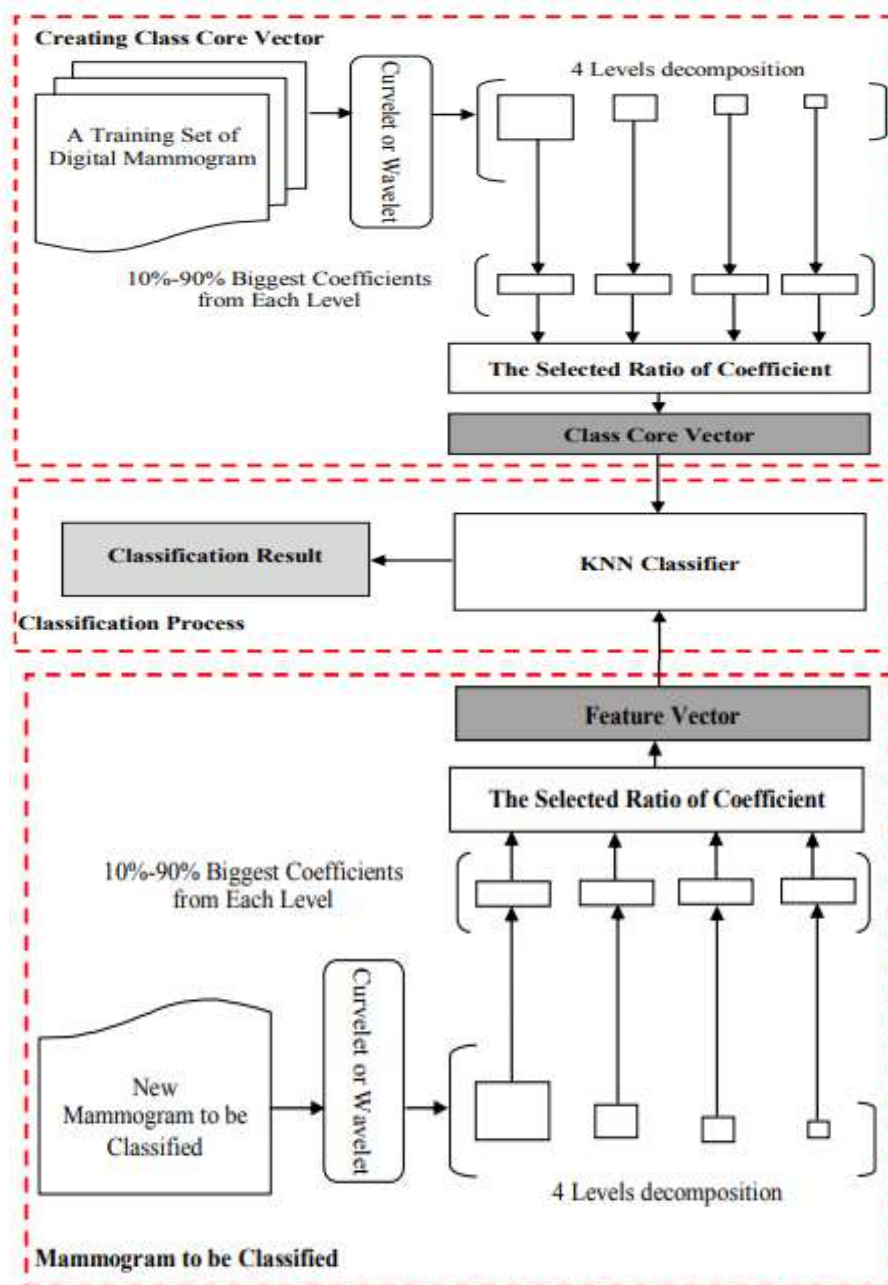 Creating Class Core Vector
4 Levels decomposition
A Training Set of
Digital Mammogram
Curvelet or Wavelet
10%-90% Biggest Coefficients
from Each Level
The Selected Ratio of Coefficient
Class Core Vector
Classification Result
KNN Classifier
Classification Process
Feature Vector
The Selected Ratio of Coefficient
10%-90% Biggest Coefficients
from Each Level
Curvelet or Wavelet
New
Mammogram to be
Classified
4 Levels decomposition
Mammogram to be Classified